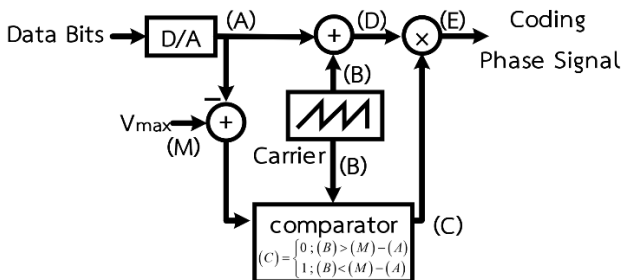 Data Bits
D/A
(A)
+
(D)
×
(E)
Coding
Phase Signal
(B)
−
Vmax
+
(M)
Carrier
(B)
comparator
(C) = {0 ; (B) > (M) − (A)
1 ; (B) < (M) − (A)
(C)